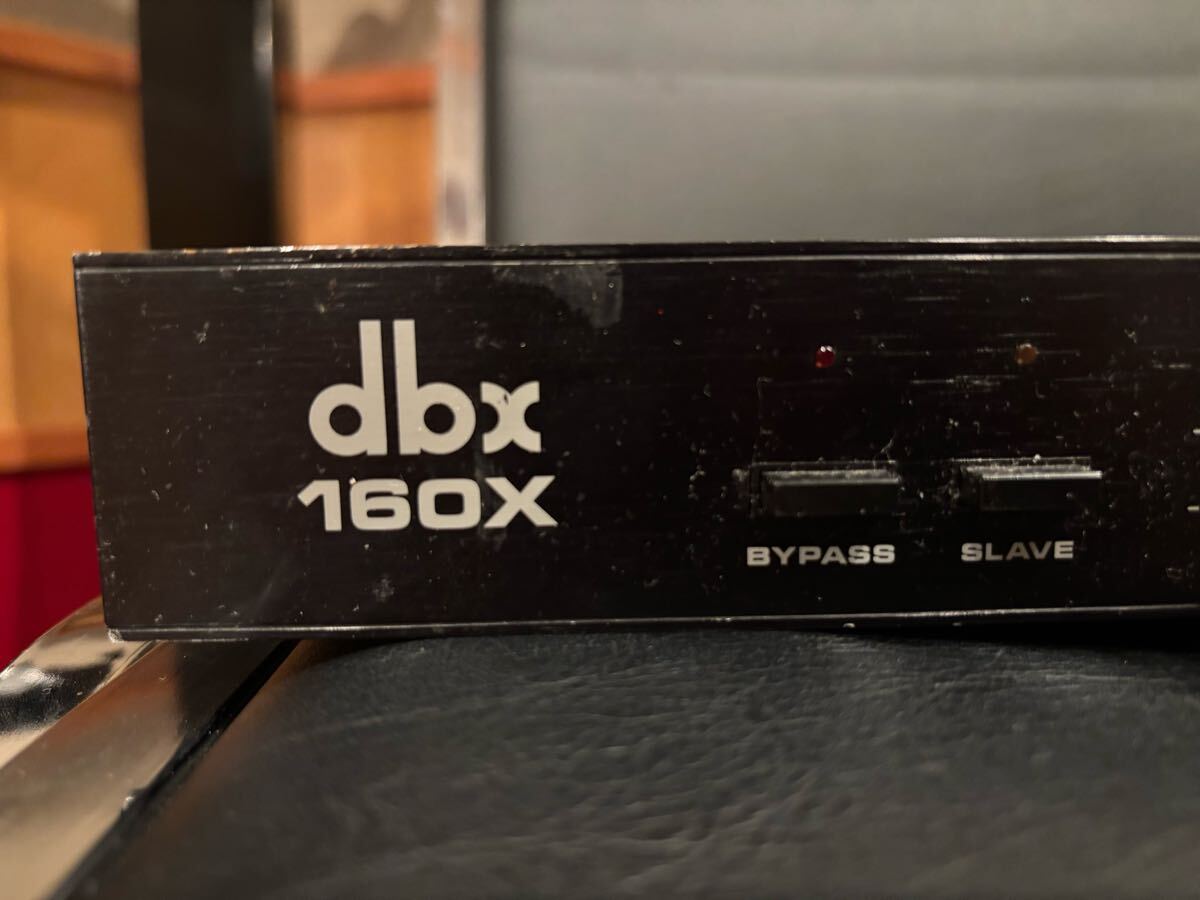 dbx
160X
BYPASS
SLAVE